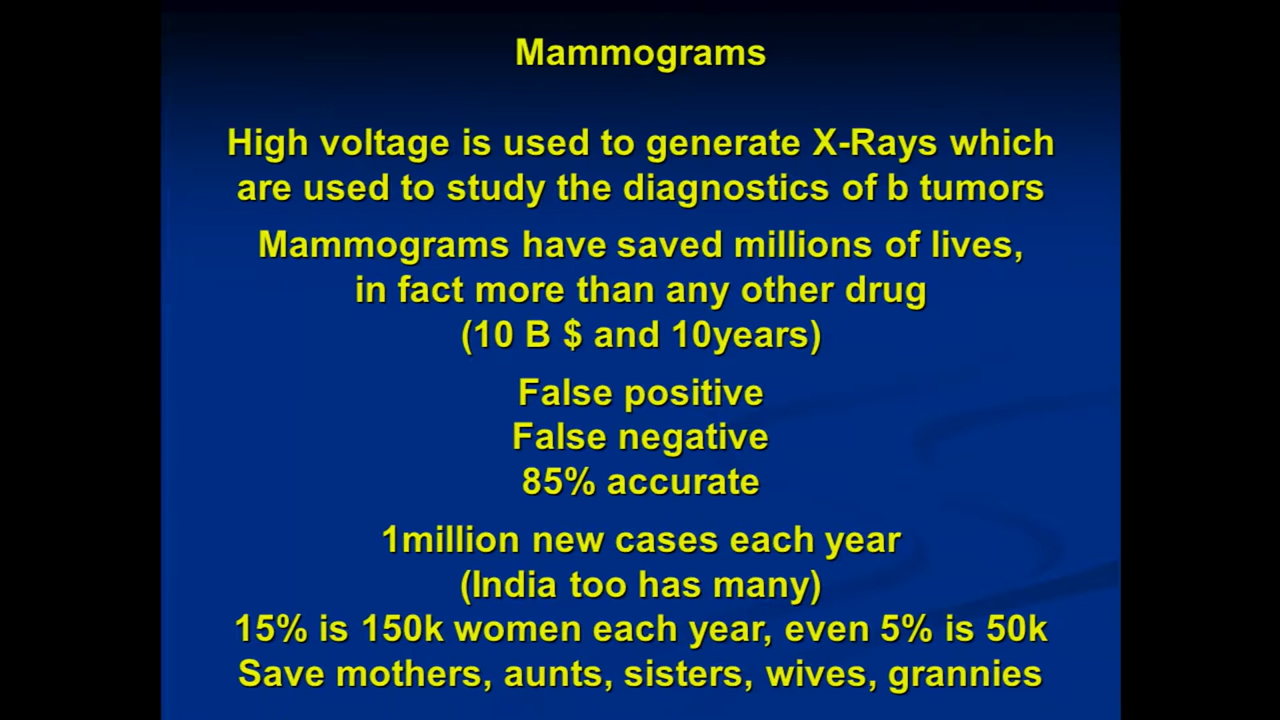 Mammograms
High voltage is used to generate X-Rays which
are used to study the diagnostics of b tumors
Mammograms have saved millions of lives,
in fact more than any other drug
(10 B $ and 10years)
False positive
False negative
85% accurate
1million new cases each year
(India too has many)
15% is 150k women each year, even 5% is 50k
Save mothers, aunts, sisters, wives, grannies